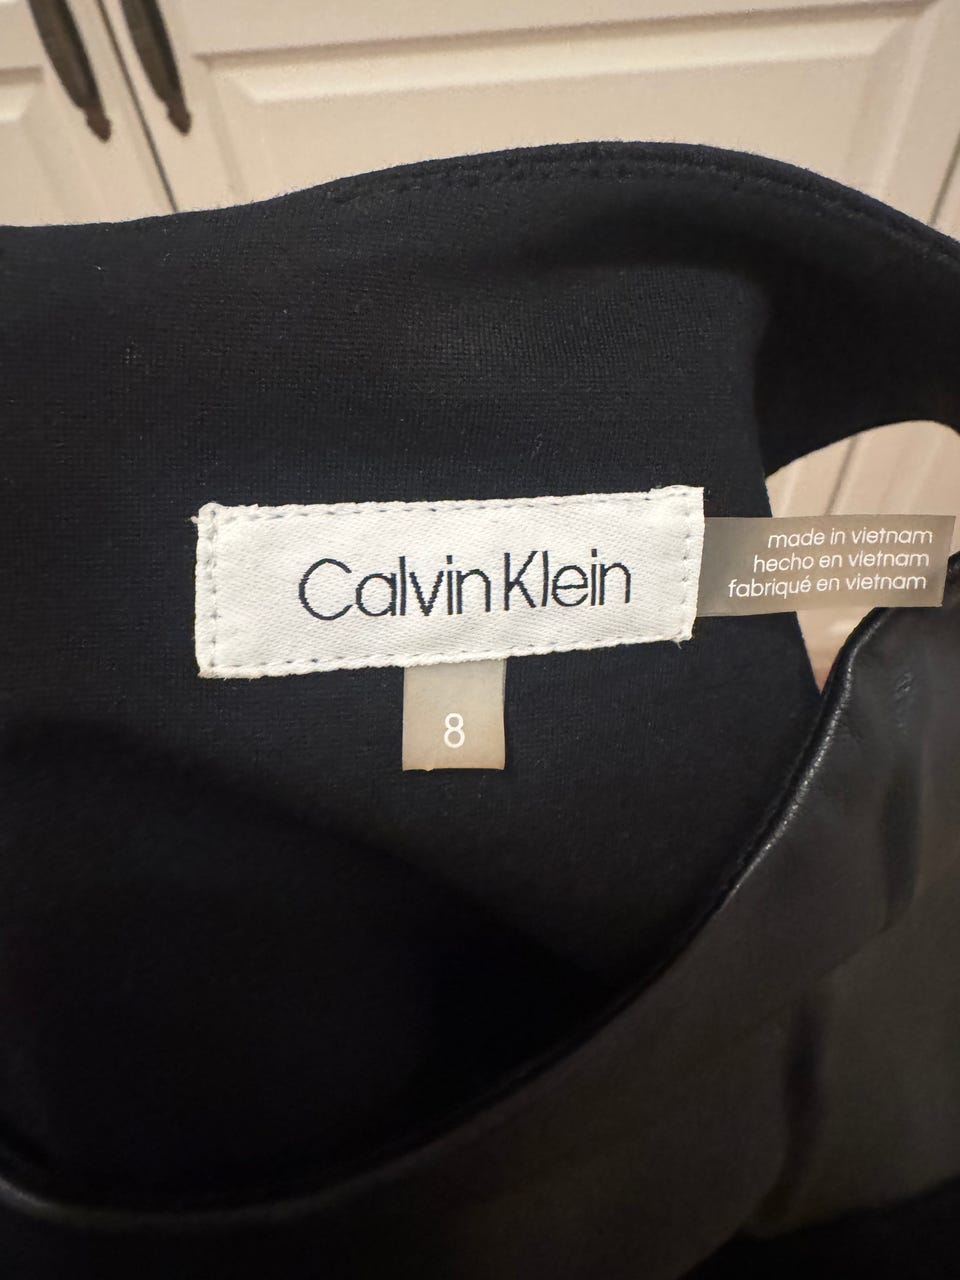 Calvin Klein
made in vietnam
hecho en vietnam
fabriqué en vietnam
8